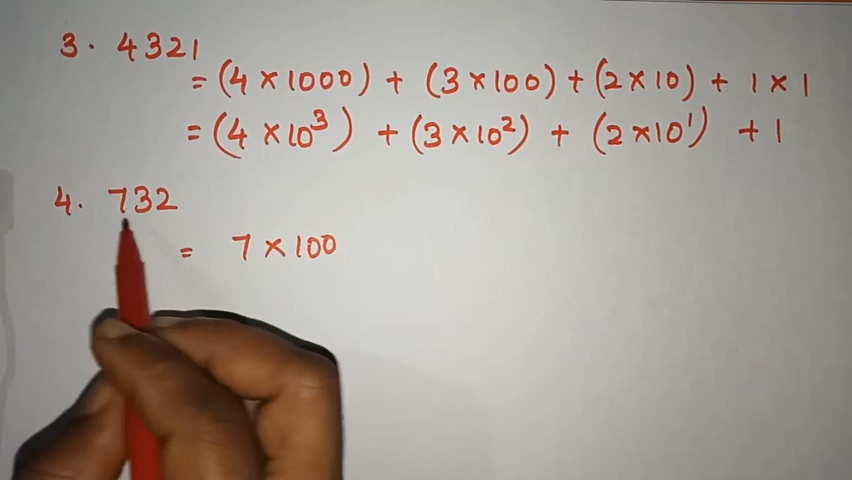 3. 4321
= (4 × 1000) + (3 × 100) + (2 × 10) + 1 × 1
= (4 × 10³) + (3 × 10²) + (2 × 10¹) + 1
4. 732
= 7 × 100